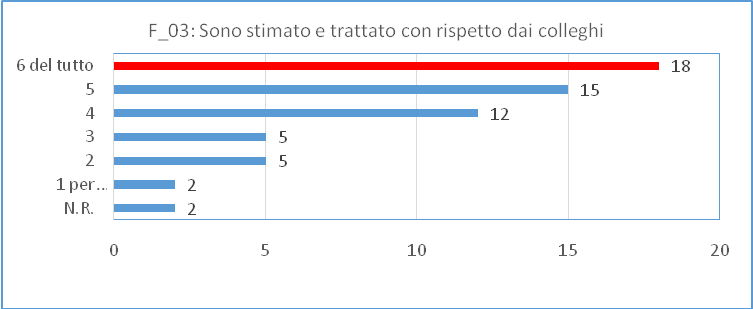 F_03: Sono stimato e trattato con rispetto dai colleghi
6 del tutto 18
5 15
4 12
3 5
2 5
1 per... 2
N.R. 2
0 5 10 15 20